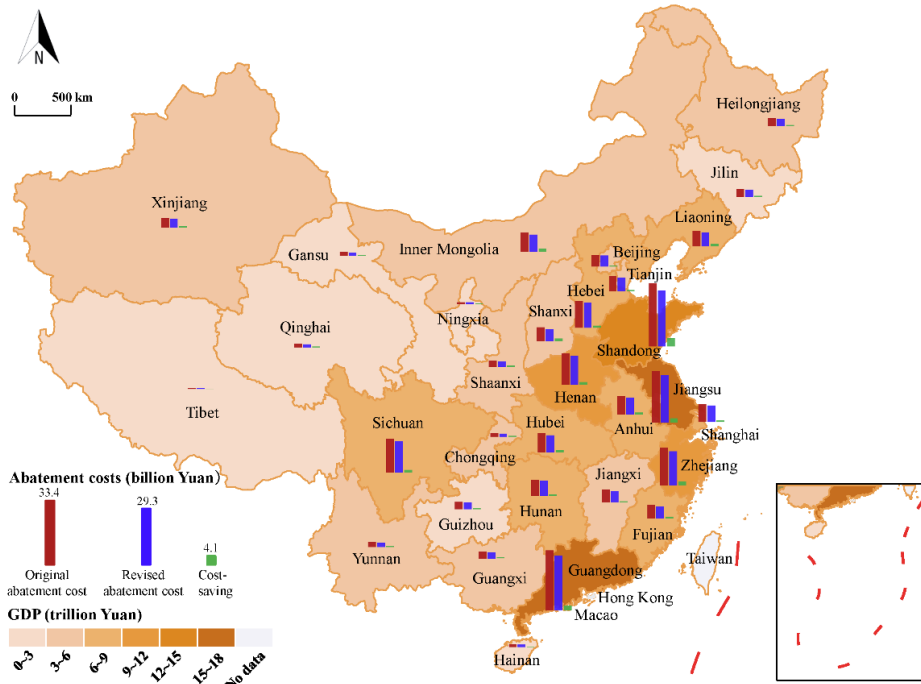 N
0 500 km
Heilongjiang
Jilin
Xinjiang
Liaoning
Inner Mongolia
Gansu
Beijing
Tianjin
Hebei
Shanxi
Ningxia
Qinghai
Shandong
Shaanxi
Henan
Jiangsu
Tibet
Sichuan
Hubei
Anhui
Shanghai
Chongqing
Zhejiang
Jiangxi
Abatement costs (billion Yuan)
33.4
29.3
4.1
Original abatement cost
Revised abatement cost
Cost-saving
Hunan
Guizhou
Fujian
Yunnan
Taiwan
Guangxi
Guangdong
Hong Kong
Macao
Hainan
GDP (trillion Yuan)
0~3
3~6
6~9
9~12
12~15
15~18
No data